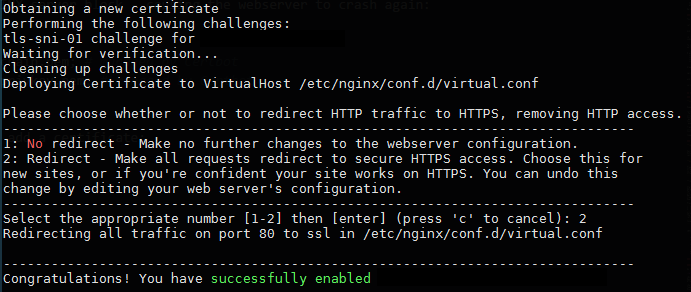 Obtaining a new certificate
Performing the following challenges:
tls-sni-01 challenge for
Waiting for verification...
Cleaning up challenges
Deploying Certificate to VirtualHost /etc/nginx/conf.d/virtual.conf
Please choose whether or not to redirect HTTP traffic to HTTPS, removing HTTP access.
-------------------------------------------------------------------------------
1: No redirect - Make no further changes to the webserver configuration.
2: Redirect - Make all requests redirect to secure HTTPS access. Choose this for
new sites, or if you're confident your site works on HTTPS. You can undo this
change by editing your web server's configuration.
-------------------------------------------------------------------------------
Select the appropriate number [1-2] then [enter] (press 'c' to cancel): 2
Redirecting all traffic on port 80 to ssl in /etc/nginx/conf.d/virtual.conf
-------------------------------------------------------------------------------
Congratulations! You have successfully enabled